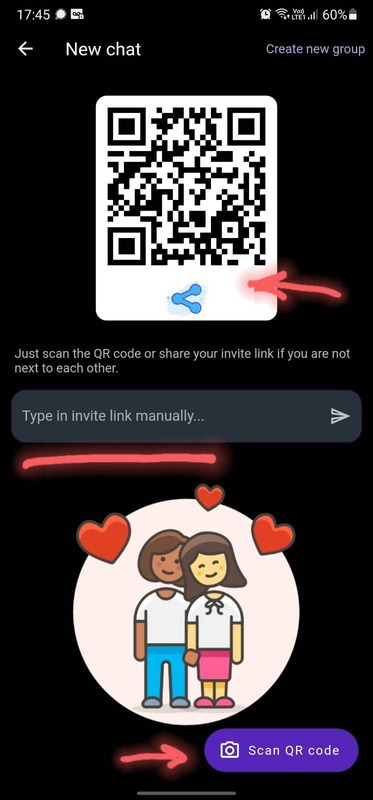 17:45 60%
New chat Create new group
Just scan the QR code or share your invite link if you are not
next to each other.
Type in invite link manually...
Scan QR code